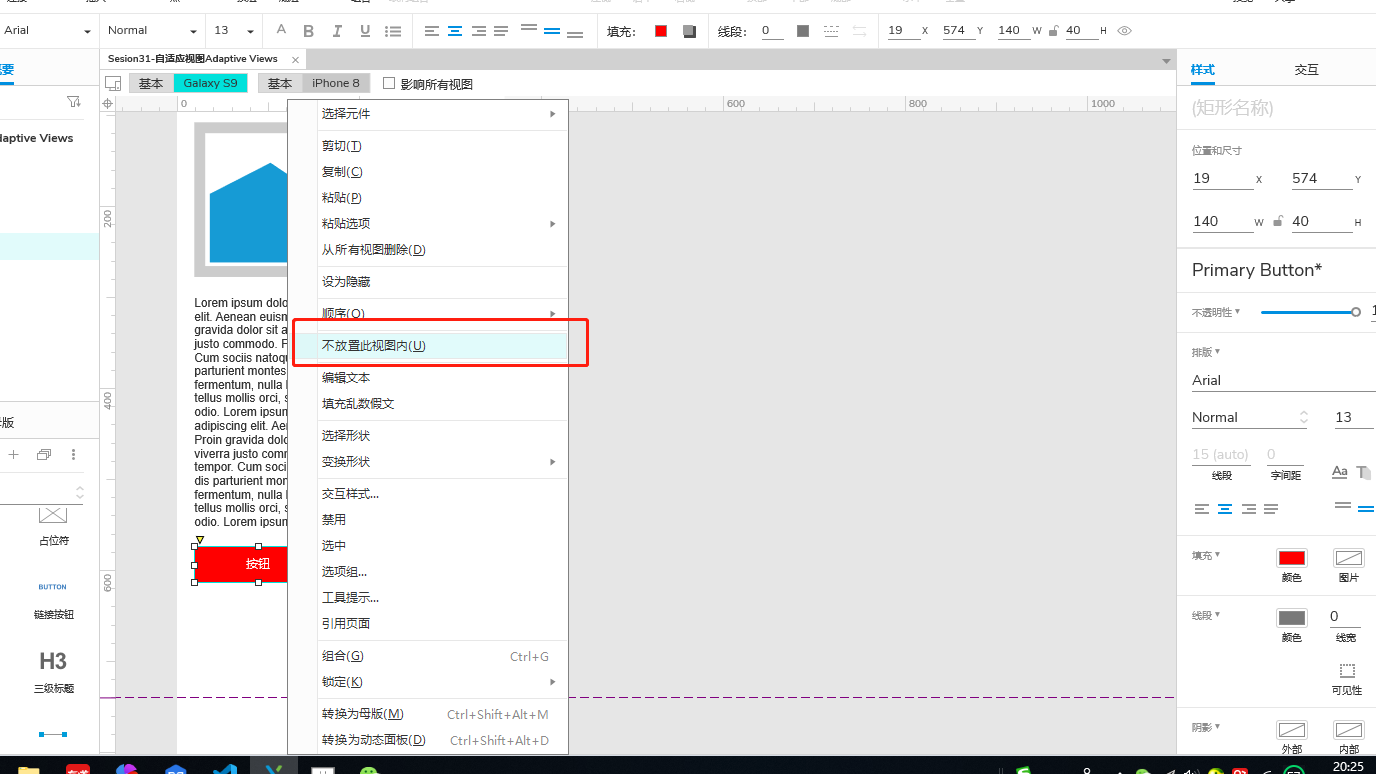 Arial
Normal
13
A
B
I
U
填充：
线段：
0
19 X
574 Y
140 W
40 H
Sesion31-自适应视图Adaptive Views
基本
Galaxy S9
基本
iPhone 8
影响所有视图
0
600
800
1000
200
400
600
要
daptive Views
版
占位符
BUTTON
链接按钮
H3
三级标题
Lorem ipsum dolo
elit. Aenean euism
gravida dolor sit a
justo commodo. P
Cum sociis natoqu
parturient montes
fermentum, nulla l
tellus mollis orci, s
odio. Lorem ipsum
adipiscing elit. Aen
Proin gravida dolo
viverra justo comm
tempor. Cum soci
dis parturient mon
fermentum, nulla l
tellus mollis orci, s
odio. Lorem ipsum
按钮
选择元件
剪切(T)
复制(C)
粘贴(P)
粘贴选项
从所有视图删除(D)
设为隐藏
顺序(O)
不放置此视图内(U)
编辑文本
填充乱数假文
选择形状
变换形状
交互样式...
禁用
选中
选项组...
工具提示...
引用页面
组合(G) Ctrl+G
锁定(K)
转换为母版(M) Ctrl+Shift+Alt+M
转换为动态面板(D) Ctrl+Shift+Alt+D
样式
交互
(矩形名称)
位置和尺寸
19 X
574 Y
140 W
40 H
Primary Button*
不透明性
排版
Arial
Normal
13
15 (auto)
0
线段
字间距
Aa
填充
颜色
图片
线段
0
颜色
线宽
可见性
阴影
外部
内部
20:25